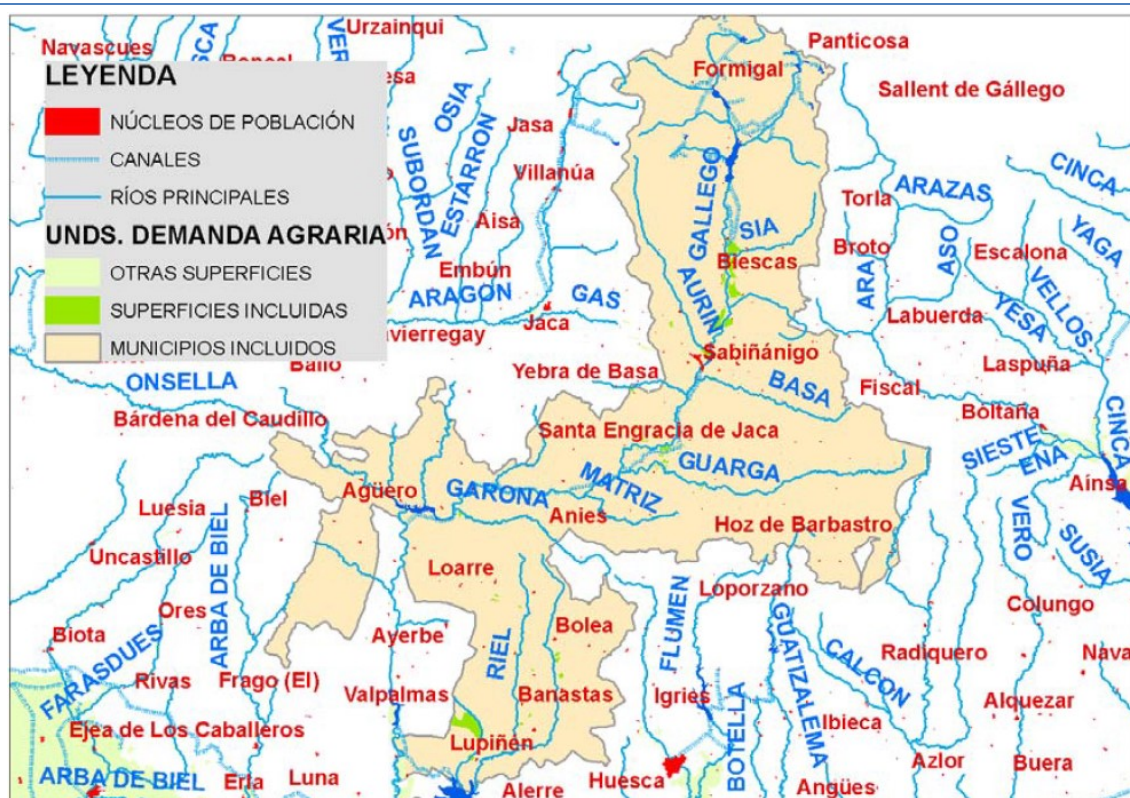 Urzainqui
Navascues
Panticosa
Formigal
Sallent de Gállego
LEYENDA
NÚCLEOS DE POBLACIÓN
CANALES
RÍOS PRINCIPALES
UNDS. DEMANDA AGRARIA
OTRAS SUPERFICIES
SUPERFICIES INCLUIDAS
MUNICIPIOS INCLUIDOS
OSIA
ESTARRON
SUBORDAN
Jasa
Villanúa
Aisa
Embún
ARAGON
GAS
Jaca
GALLEGO
SIA
Biescas
AURIN
Sabiñánigo
Torla
ARAZAS
CINCA
Broto
ARA
ASO
Escalona
YAGA
VELLOS
YESA
Labuerda
Laspuña
Yebra de Basa
BASA
Fiscal
Boltaña
CINCA
ONSELLA
Bárdena del Caudillo
Santa Engracia de Jaca
GUARGA
SIESTE
ENA
Aínsa
Agüero
GARONA
MATRIZ
Anies
Hoz de Barbastro
VERO
SUSIA
Luesia
Biel
ARBA DE BIEL
Uncastillo
Loarre
Loporzano
Colungo
Biota
Ores
Ayerbe
RIEL
Bolea
FLUMEN
GUATIZALEMA
CALCON
Radiquero
Nava
FARASDUES
Rivas
Frago (El)
Valpalmas
Banastas
Igries
BOTELLA
Ibieca
Alquezar
Ejea de Los Caballeros
Lupiñén
Azlor
Buera
ARBA DE BIEL
Erla
Luna
Alerre
Huesca
Angües